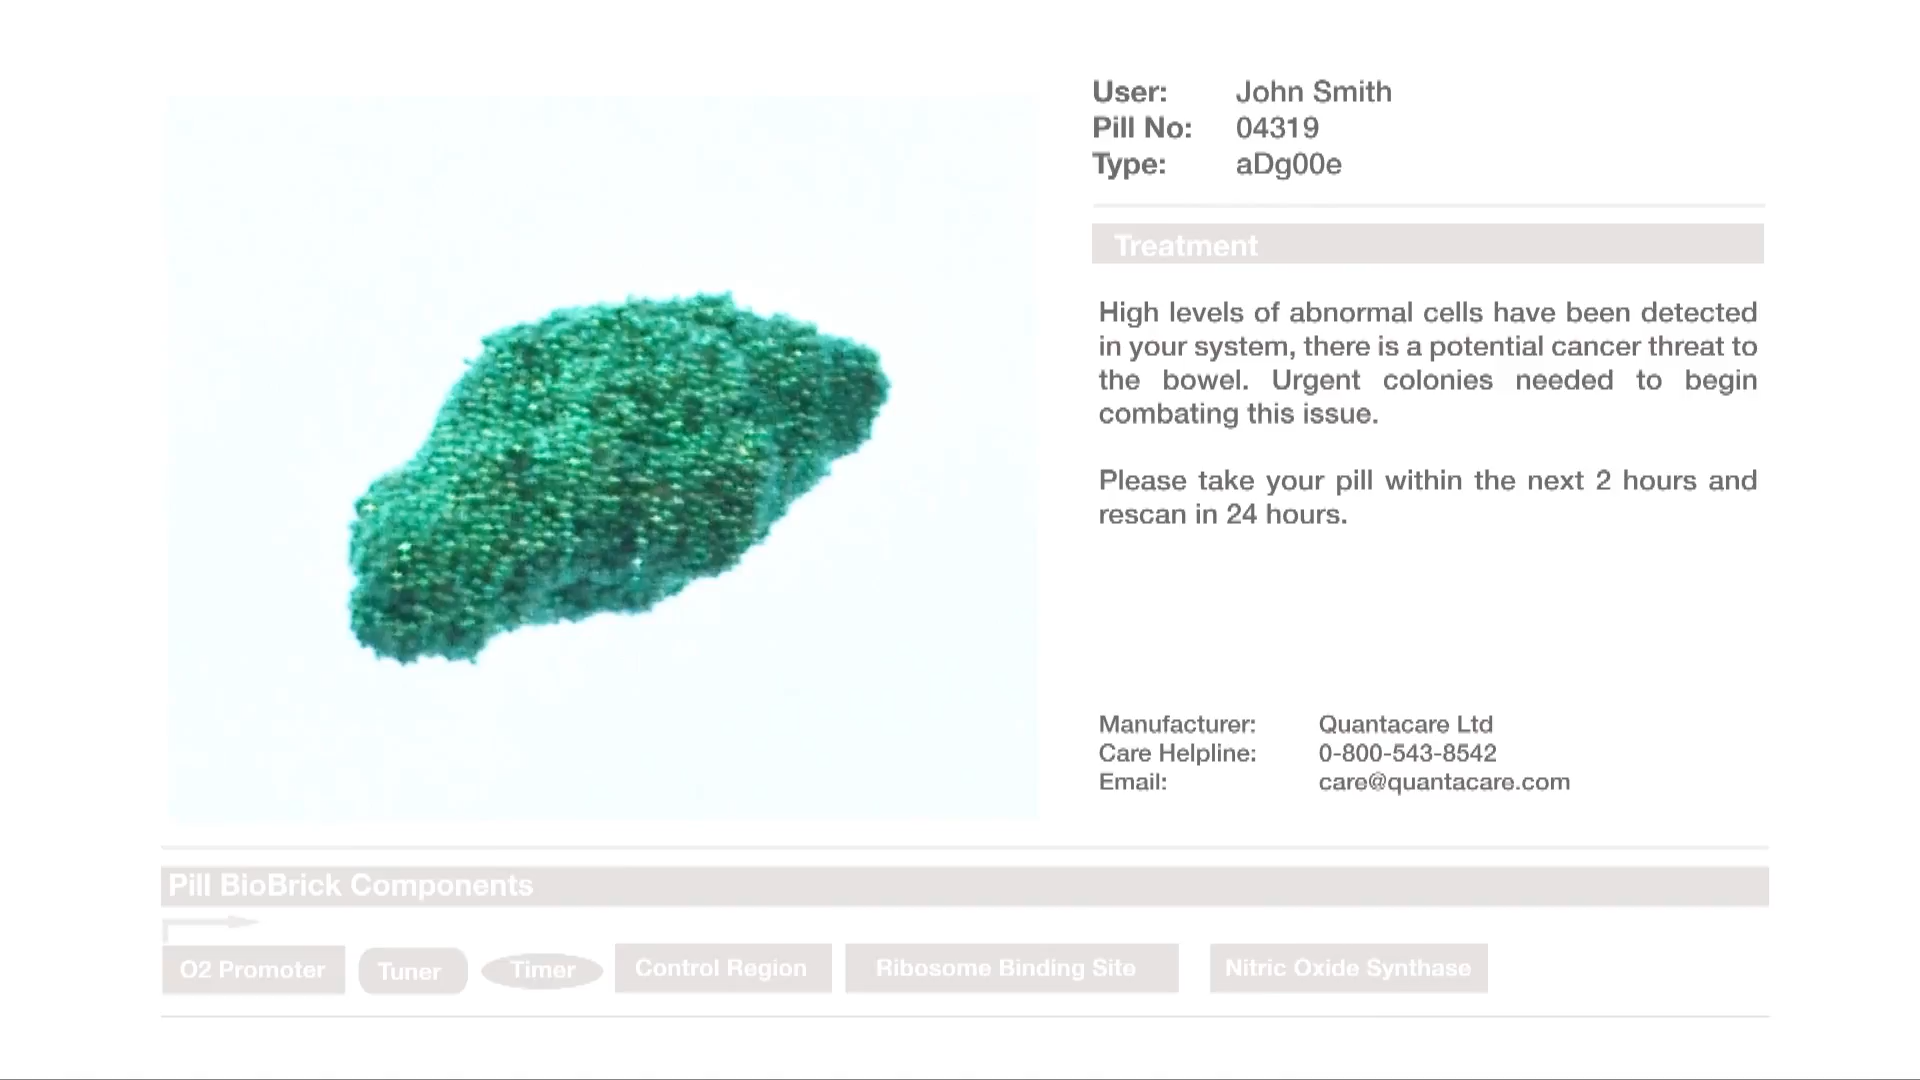 User: John Smith
Pill No: 04319
Type: aDg00e
Treatment
High levels of abnormal cells have been detected
in your system, there is a potential cancer threat to
the bowel. Urgent colonies needed to begin
combating this issue.
Please take your pill within the next 2 hours and
rescan in 24 hours.
Manufacturer: Quantacare Ltd
Care Helpline: 0-800-543-8542
Email: care@quantacare.com
Pill BioBrick Components
O2 Promoter Tuner Timer Control Region Ribosome Binding Site Nitric Oxide Synthase